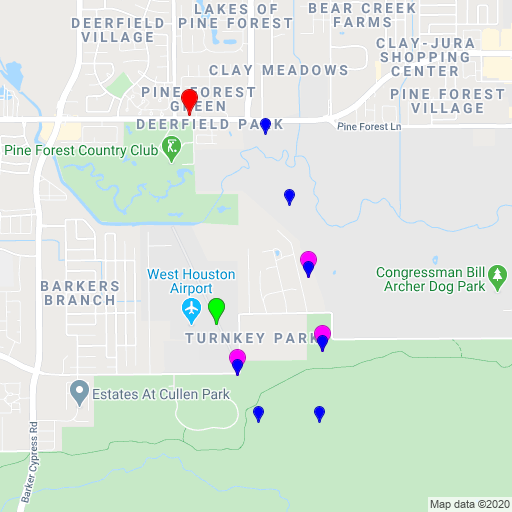 LAKES OF
PINE FOREST
BEAR CREEK
FARMS
DEERFIELD
VILLAGE
CLAY-JURA
SHOPPING
CENTER
CLAY MEADOWS
PINE FOREST
GREEN
PINE FOREST
VILLAGE
DEERFIELD PARK
Pine Forest Ln
Pine Forest Country Club
West Houston
Airport
Congressman Bill
Archer Dog Park
BARKERS
BRANCH
TURNKEY PARK
Estates At Cullen Park
Barker Cypress Rd
Map data ©2020